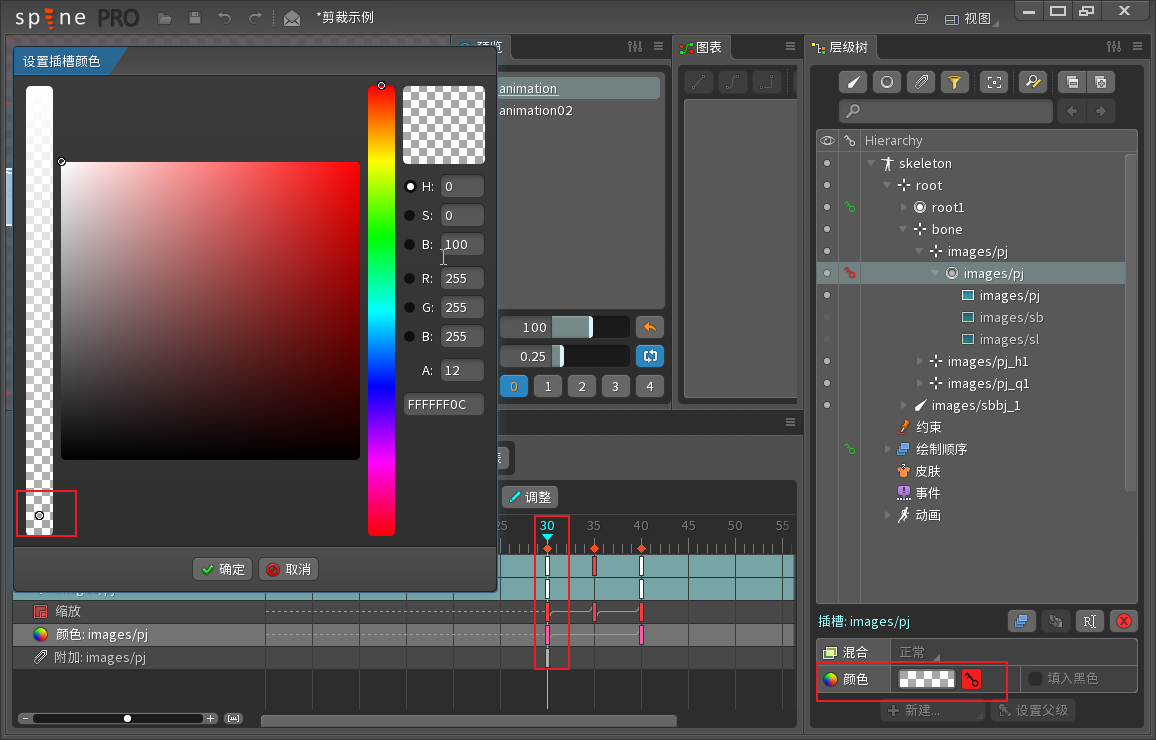 spine PRO
*剪裁示例
视图
预览
图表
层级树
设置插槽颜色
animation
animation02
H: 0
S: 0
B: 100
R: 255
G: 255
B: 255
A: 12
FFFFFF0C
确定
取消
100
0.25
0 1 2 3 4
调整
25 30 35 40 45 50 55
缩放
颜色: images/pj
附加: images/pj
Hierarchy
skeleton
root
root1
bone
images/pj
images/pj
images/pj
images/sb
images/sl
images/pj_h1
images/pj_q1
images/sbbj_1
约束
绘制顺序
皮肤
事件
动画
插槽: images/pj
混合 正常
颜色 填入黑色
新建... 设置父级